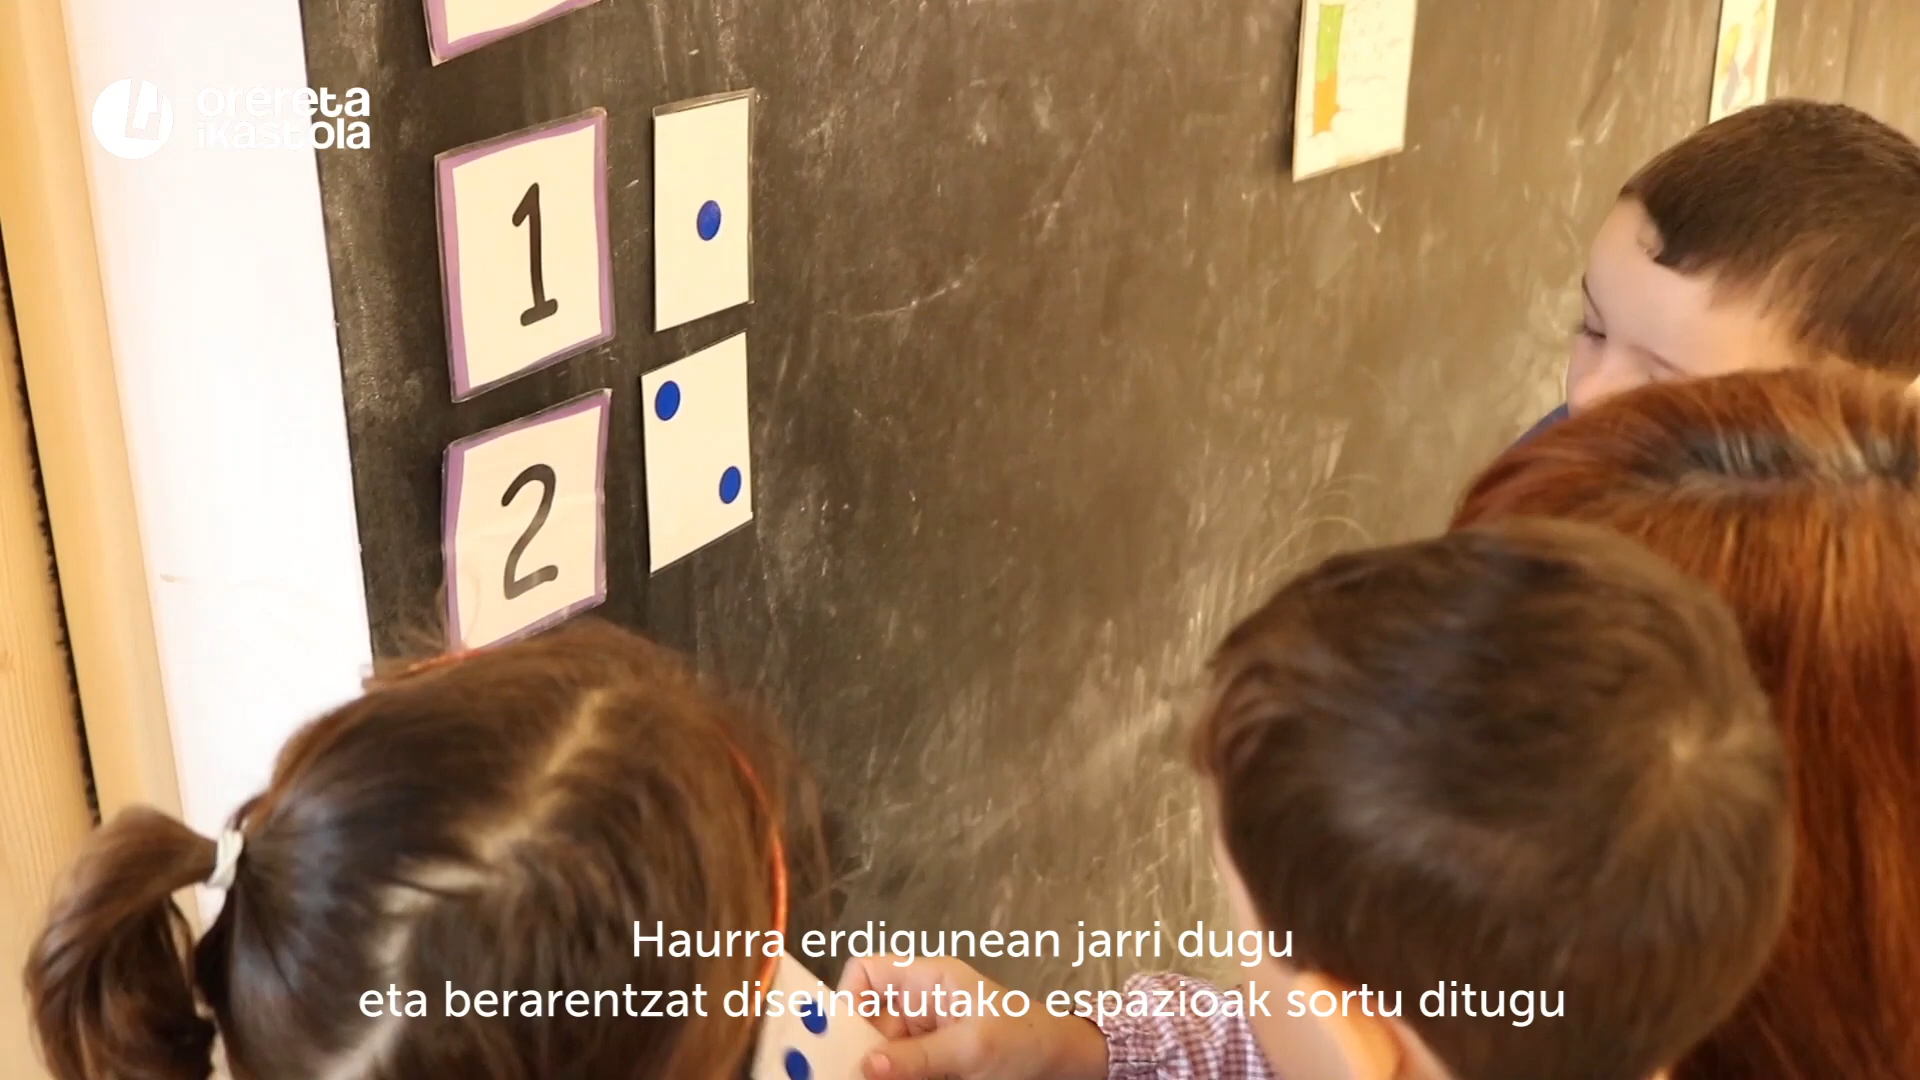 orereta
ikastola
1
2
Haurra erdigunean jarri dugu
eta berarentzat diseinatutako espazioak sortu ditugu